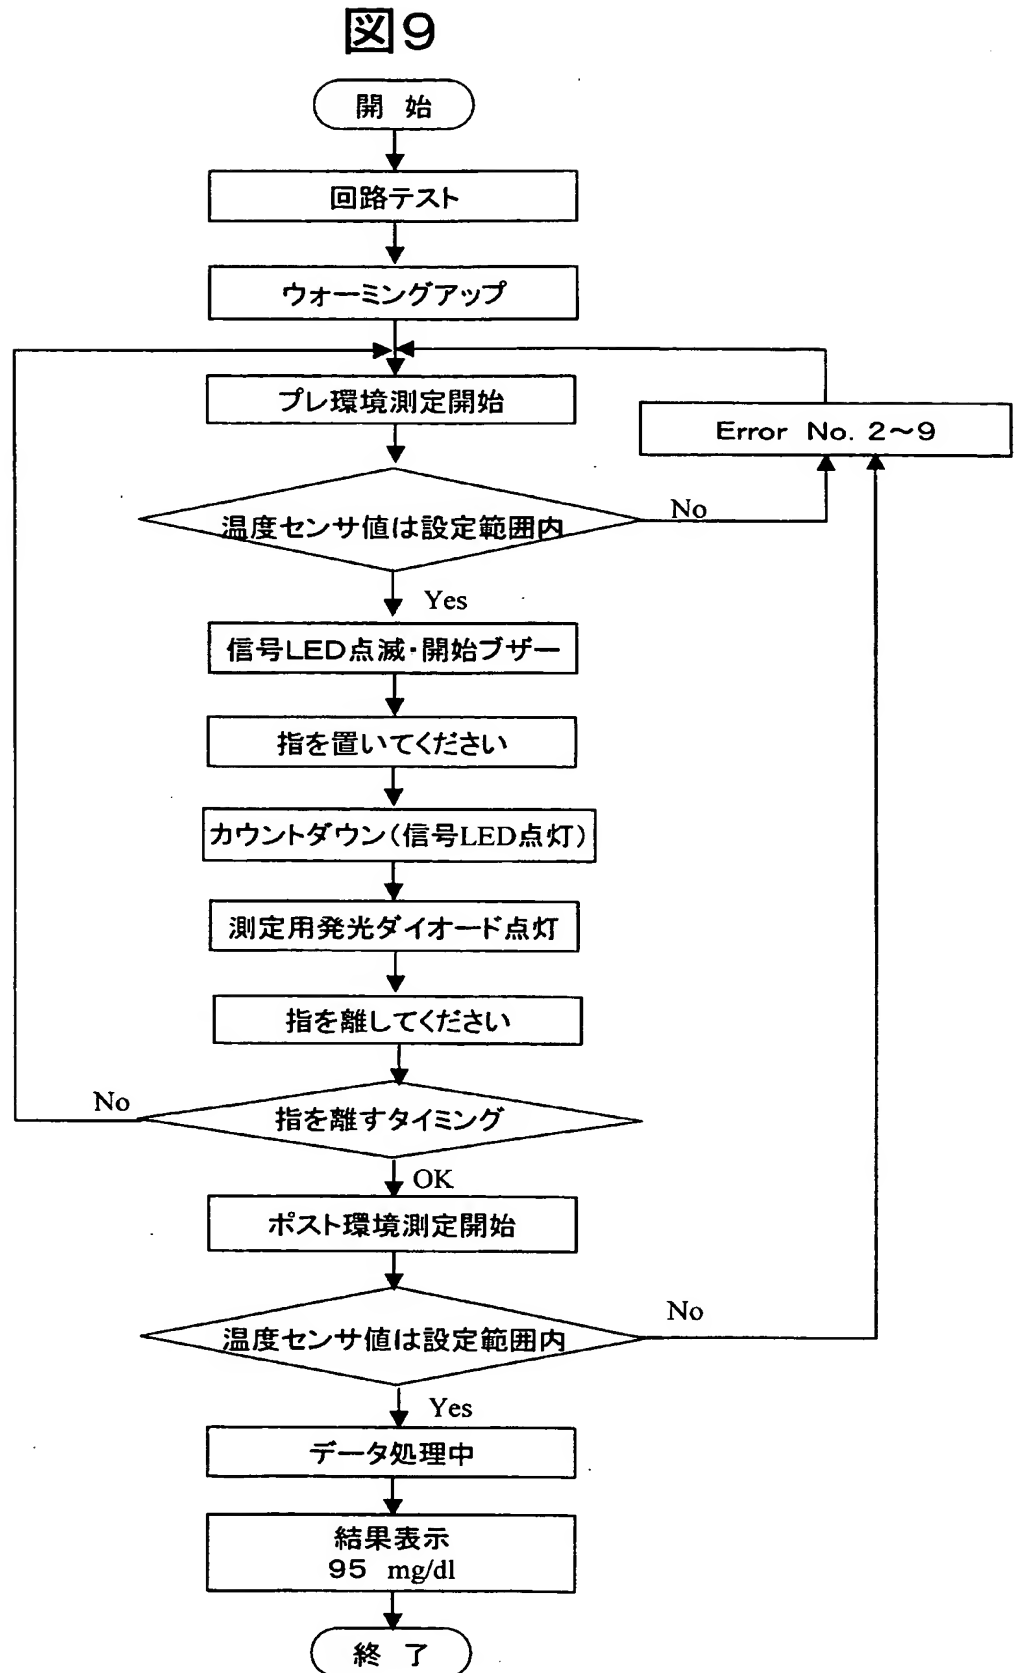 図9
開 始
回路テスト
ウォーミングアップ
プレ環境測定開始
Error No. 2～9
温度センサ値は設定範囲内
No
Yes
信号LED点滅・開始ブザー
指を置いてください
カウントダウン(信号LED点灯)
測定用発光ダイオード点灯
指を離してください
No
指を離すタイミング
OK
ポスト環境測定開始
No
温度センサ値は設定範囲内
Yes
データ処理中
結果表示
95 mg/dl
終 了